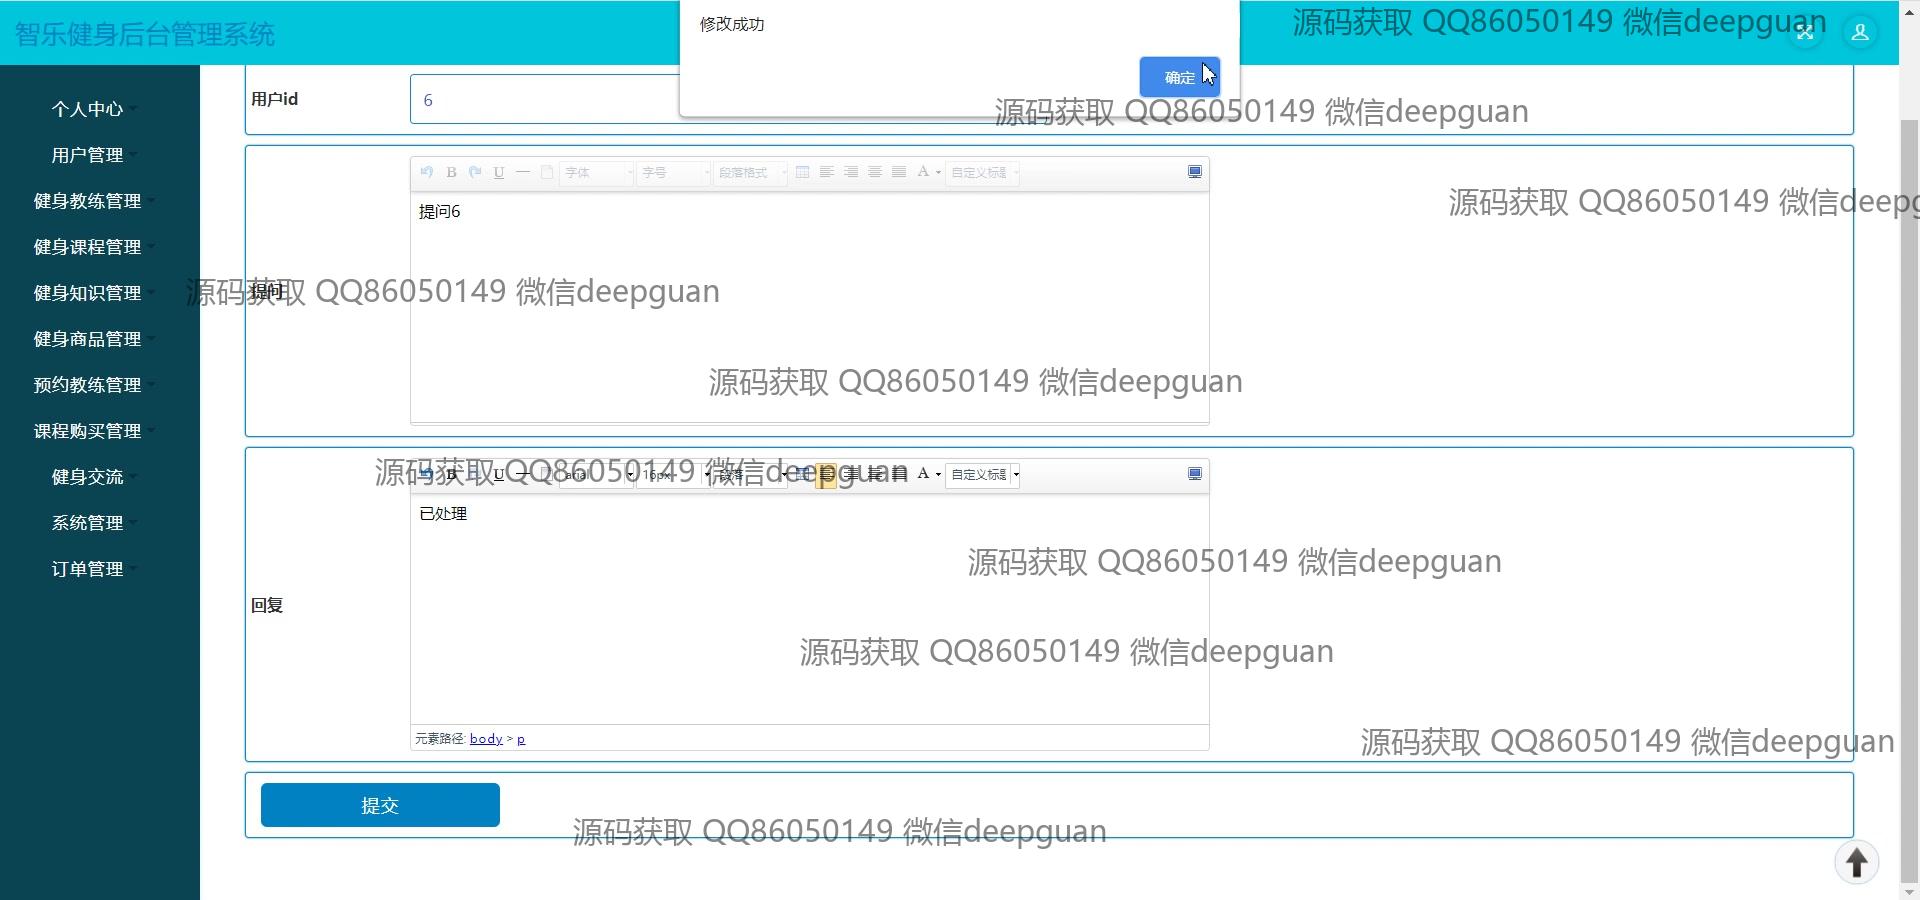 智乐健身后台管理系统
修改成功
确定
源码获取 QQ86050149 微信deepguan
个人中心
用户管理
健身教练管理
健身课程管理
健身知识管理
健身商品管理
预约教练管理
课程购买管理
健身交流
系统管理
订单管理
用户id
6
源码获取 QQ86050149 微信deepguan
B U 字体 字号 段落格式 A 自定义标题
提问6
源码获取 QQ86050149 微信deepg
提问
源码获取 QQ86050149 微信deepguan
源码获取 QQ86050149 微信deepguan
源码获取 QQ86050149 微信deepguan
B U arial 16px 段落 A 自定义标题
已处理
源码获取 QQ86050149 微信deepguan
回复
源码获取 QQ86050149 微信deepguan
元素路径: body > p
源码获取 QQ86050149 微信deepguan
提交
源码获取 QQ86050149 微信deepguan